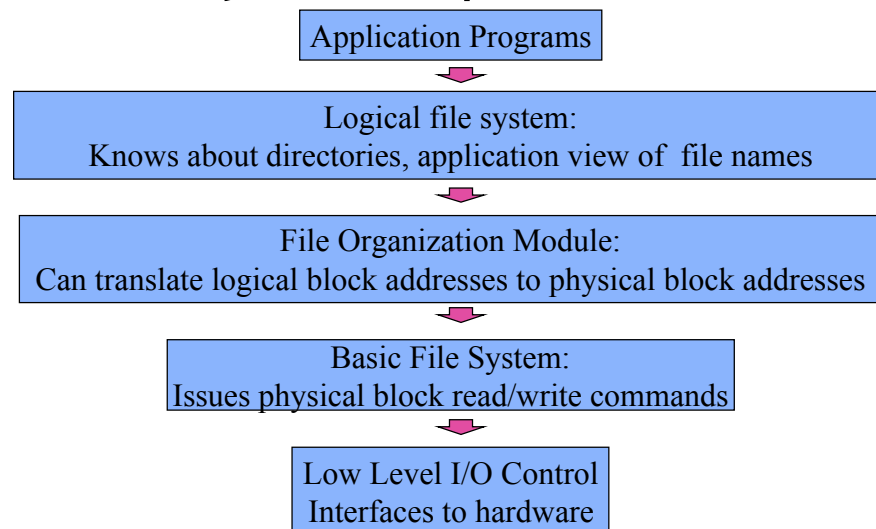 Application Programs
Logical file system:
Knows about directories, application view of file names
File Organization Module:
Can translate logical block addresses to physical block addresses
Basic File System:
Issues physical block read/write commands
Low Level I/O Control
Interfaces to hardware